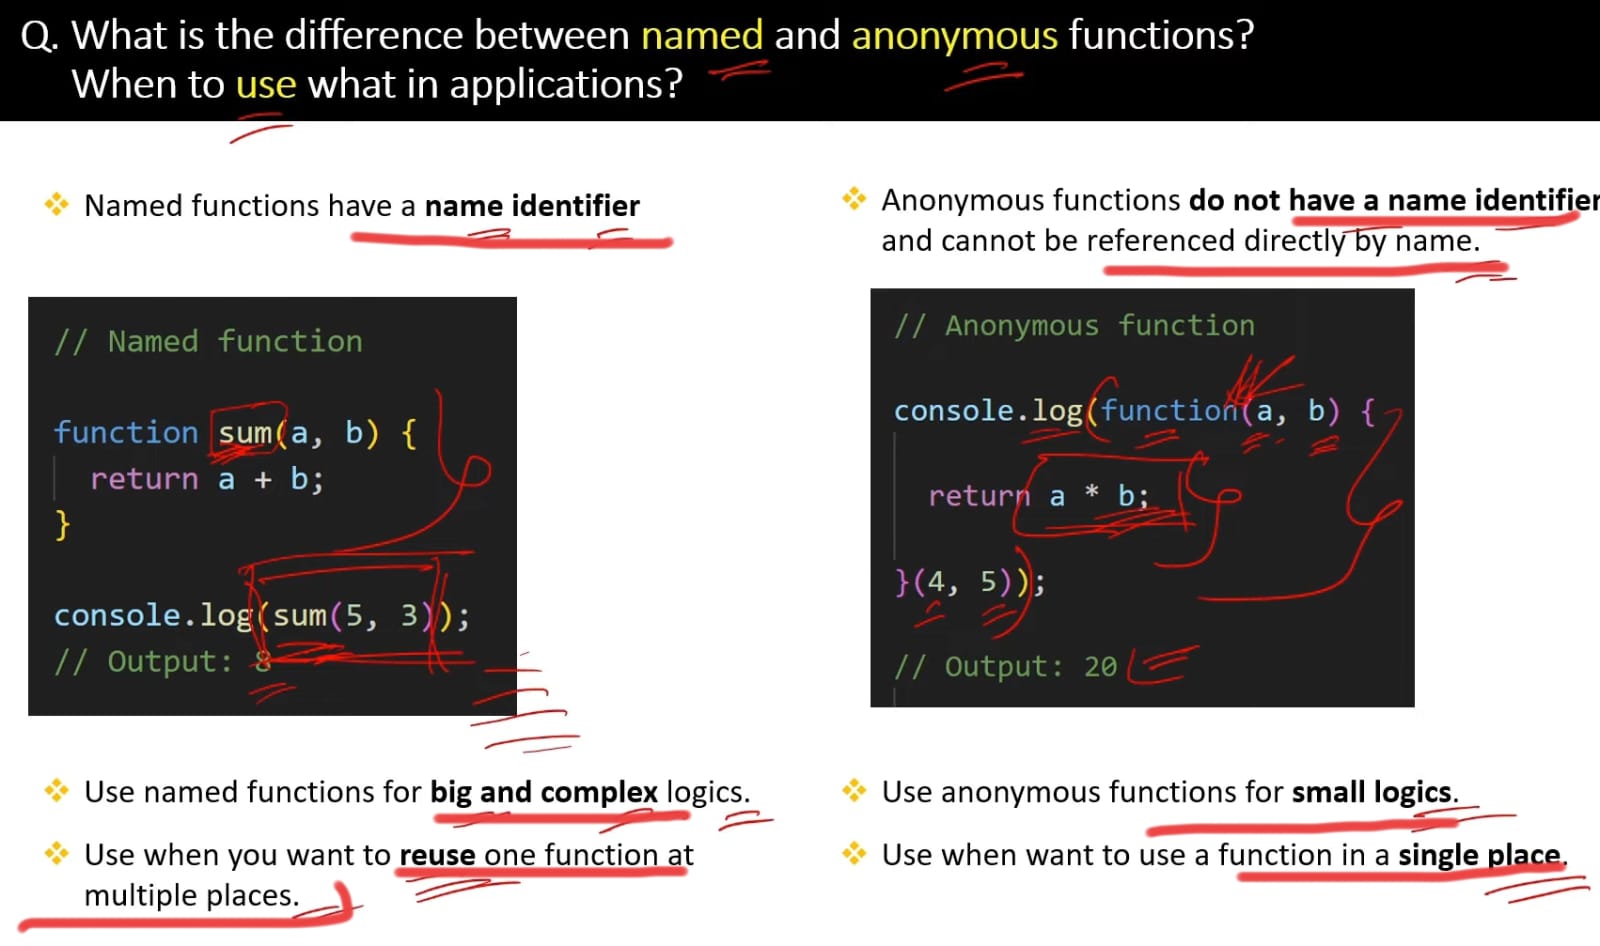 Q. What is the difference between named and anonymous functions?
When to use what in applications?
❖ Named functions have a name identifier
// Named function
function sum(a, b) {
return a + b;
}
console.log(sum(5, 3));
// Output: 8
❖ Use named functions for big and complex logics.
❖ Use when you want to reuse one function at
multiple places.
❖ Anonymous functions do not have a name identifier
and cannot be referenced directly by name.
// Anonymous function
console.log(function(a, b) {
return a * b;
}(4, 5));
// Output: 20
❖ Use anonymous functions for small logics.
❖ Use when want to use a function in a single place.